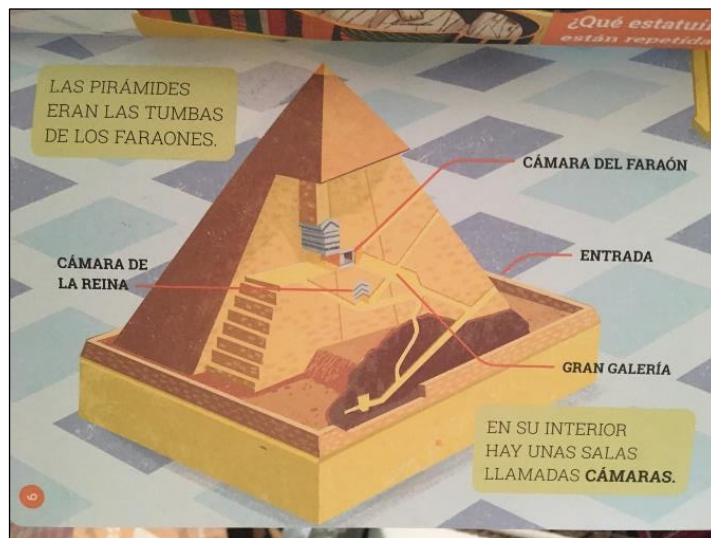 ¿Qué estatui
están repetida
LAS PIRÁMIDES
ERAN LAS TUMBAS
DE LOS FARAONES.
CÁMARA DEL FARAÓN
CÁMARA DE
LA REINA
ENTRADA
GRAN GALERÍA
EN SU INTERIOR
HAY UNAS SALAS
LLAMADAS CÁMARAS.
6